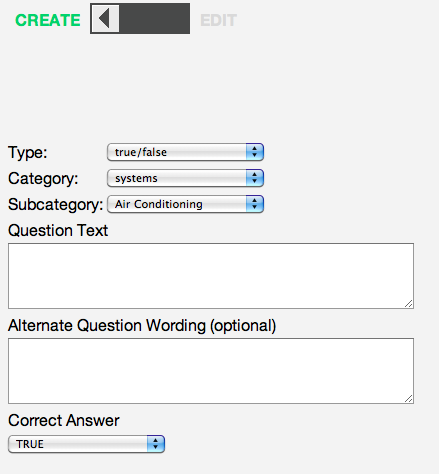 CREATE EDIT
Type: true/false
Category: systems
Subcategory: Air Conditioning
Question Text
Alternate Question Wording (optional)
Correct Answer
TRUE